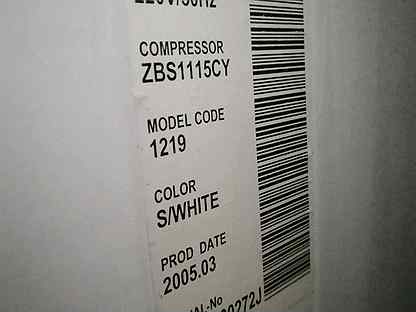 COMPRESSOR
ZBS1115CY
MODEL CODE
1219
COLOR
S/WHITE
PROD DATE
2005.03